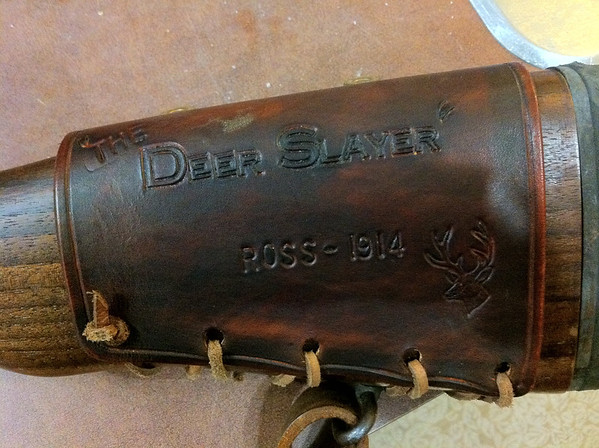 "THE
DEER SLAYER"
ROSS - 1914